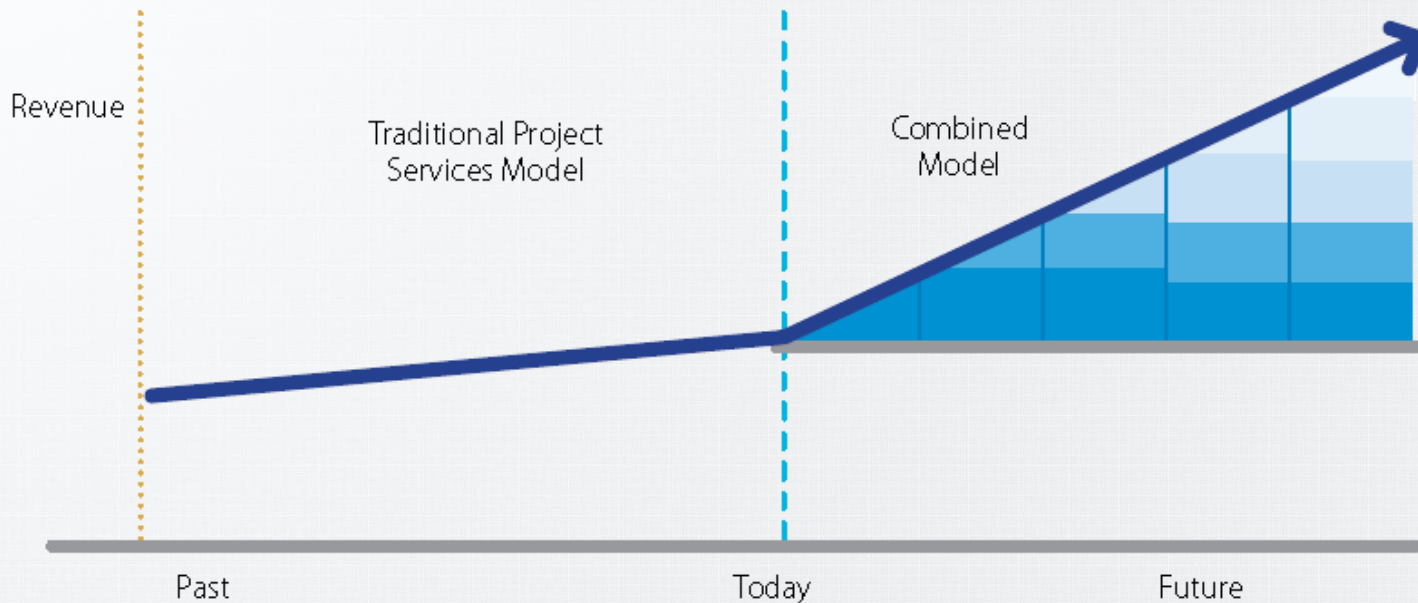 Revenue
Traditional Project
Services Model
Combined
Model
Past
Today
Future